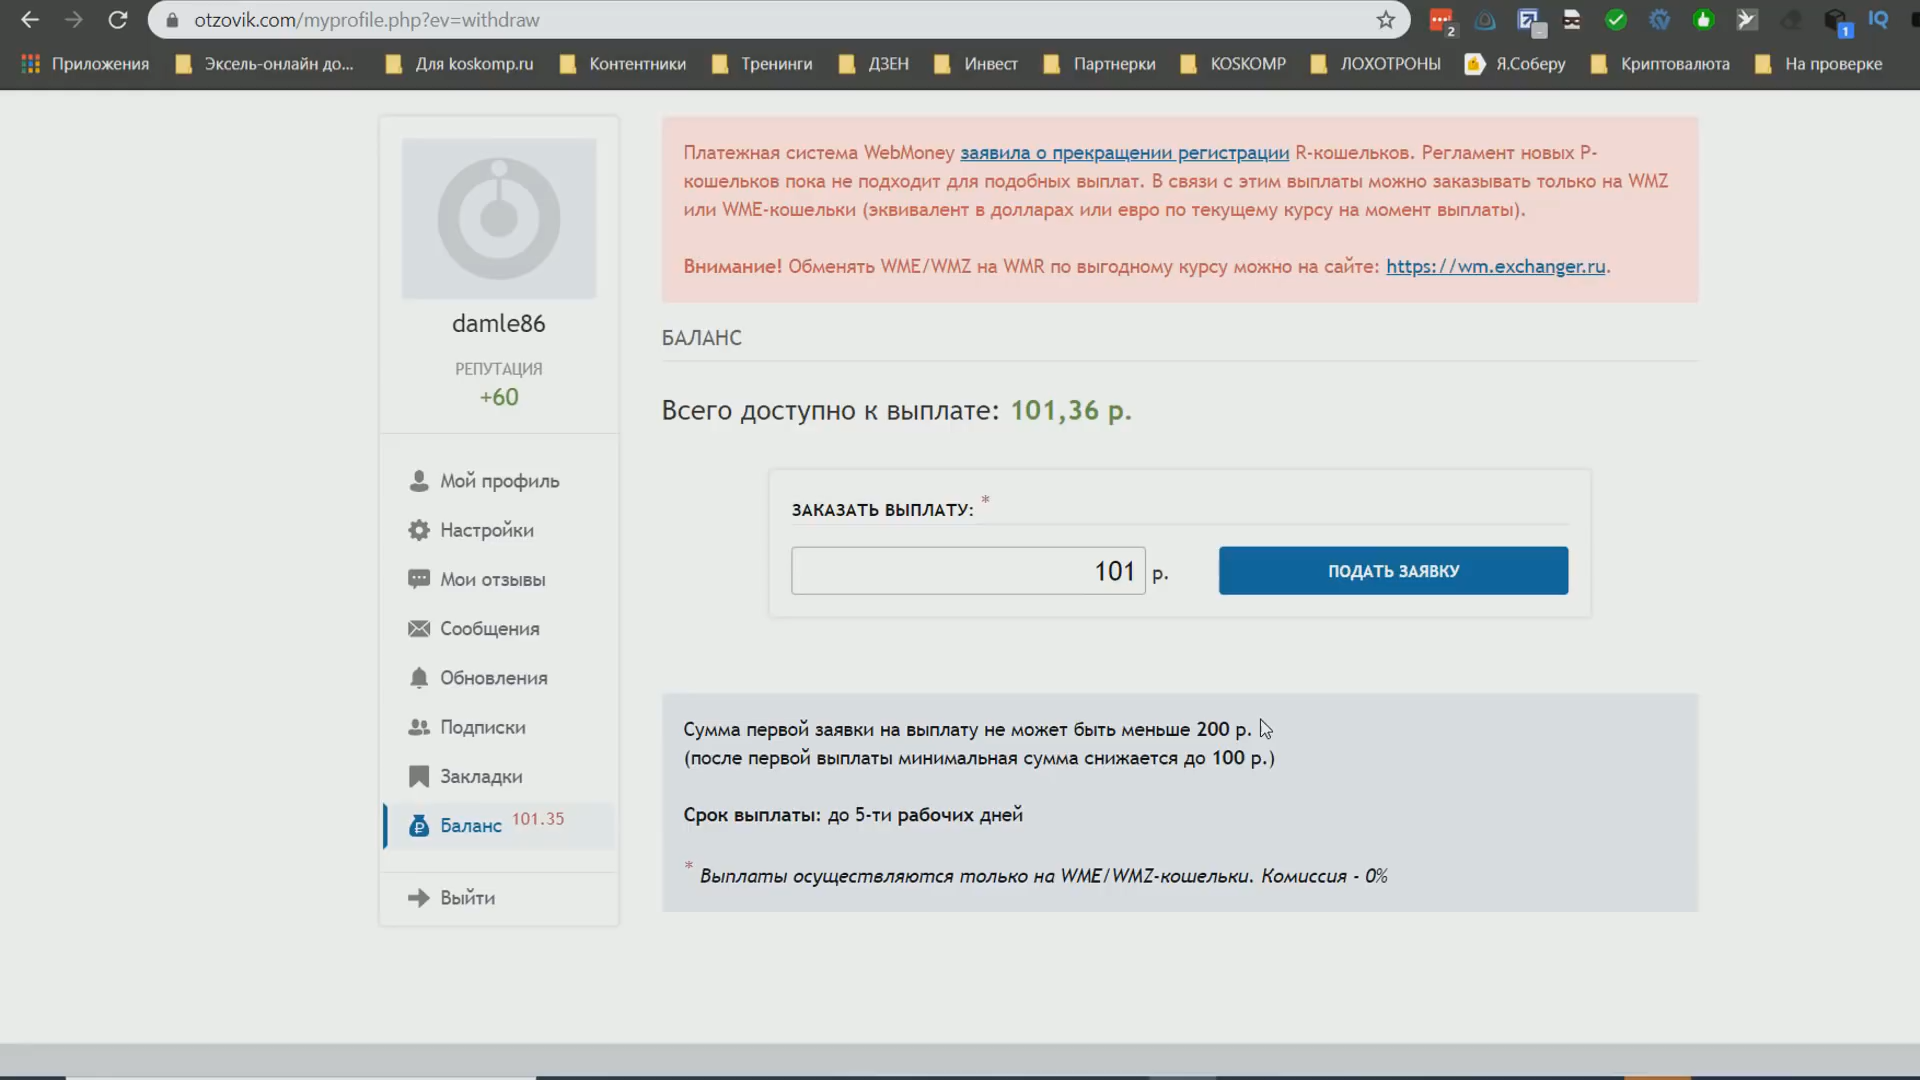 otzovik.com/myprofile.php?ev=withdraw
2
1
IQ
Приложения
Эксель-онлайн до...
Для koskomp.ru
Контентники
Тренинги
ДЗЕН
Инвест
Партнерки
KOSKOMP
ЛОХОТРОНЫ
Я.Соберу
Криптовалюта
На проверке
damle86
РЕПУТАЦИЯ
+60
Мой профиль
Настройки
Мои отзывы
Сообщения
Обновления
Подписки
Закладки
Баланс 101.35
Выйти
Платежная система WebMoney заявила о прекращении регистрации R-кошельков. Регламент новых P-
кошельков пока не подходит для подобных выплат. В связи с этим выплаты можно заказывать только на WMZ
или WME-кошельки (эквивалент в долларах или евро по текущему курсу на момент выплаты).
Внимание! Обменять WME/WMZ на WMR по выгодному курсу можно на сайте: https://wm.exchanger.ru.
БАЛАНС
Всего доступно к выплате: 101,36 р.
ЗАКАЗАТЬ ВЫПЛАТУ: *
101 р.
ПОДАТЬ ЗАЯВКУ
Сумма первой заявки на выплату не может быть меньше 200 р.
(после первой выплаты минимальная сумма снижается до 100 р.)
Срок выплаты: до 5-ти рабочих дней
* Выплаты осуществляются только на WME/WMZ-кошельки. Комиссия - 0%